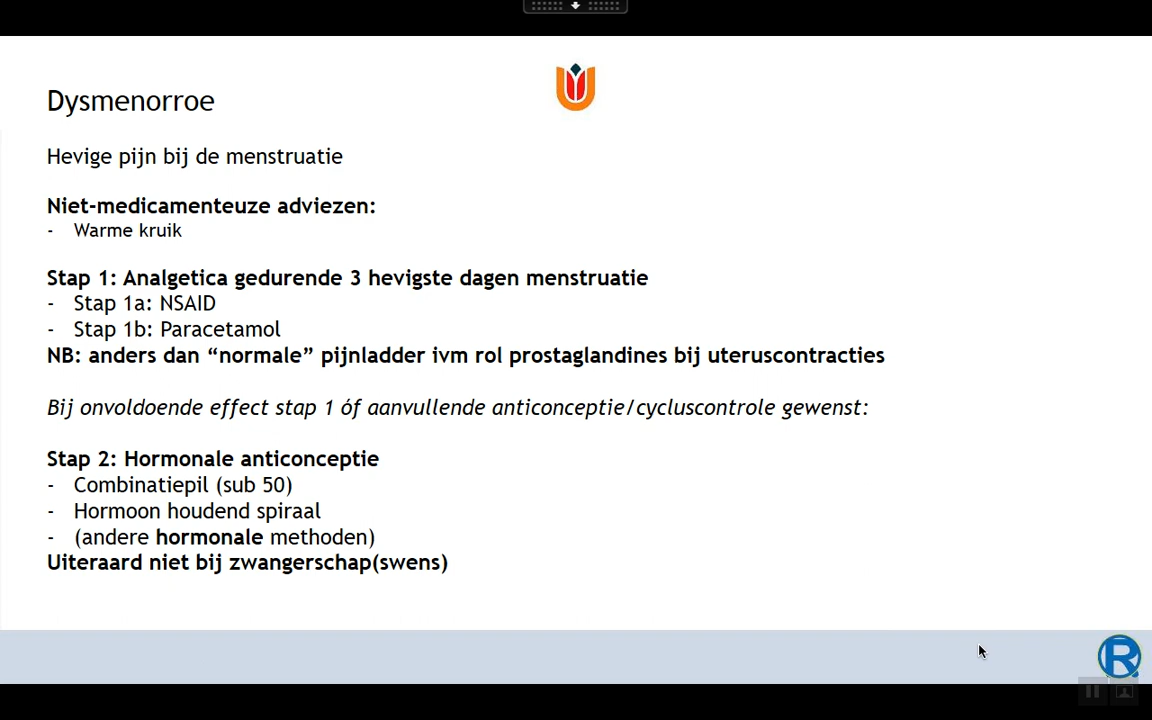 Dysmenorroe
Hevige pijn bij de menstruatie
Niet-medicamenteuze adviezen:
- Warme kruik
Stap 1: Analgetica gedurende 3 hevigste dagen menstruatie
- Stap 1a: NSAID
- Stap 1b: Paracetamol
NB: anders dan “normale” pijnladder ivm rol prostaglandines bij uteruscontracties
Bij onvoldoende effect stap 1 óf aanvullende anticonceptie/cycluscontrole gewenst:
Stap 2: Hormonale anticonceptie
- Combinatiepil (sub 50)
- Hormoon houdend spiraal
- (andere hormonale methoden)
Uiteraard niet bij zwangerschap(swens)
R